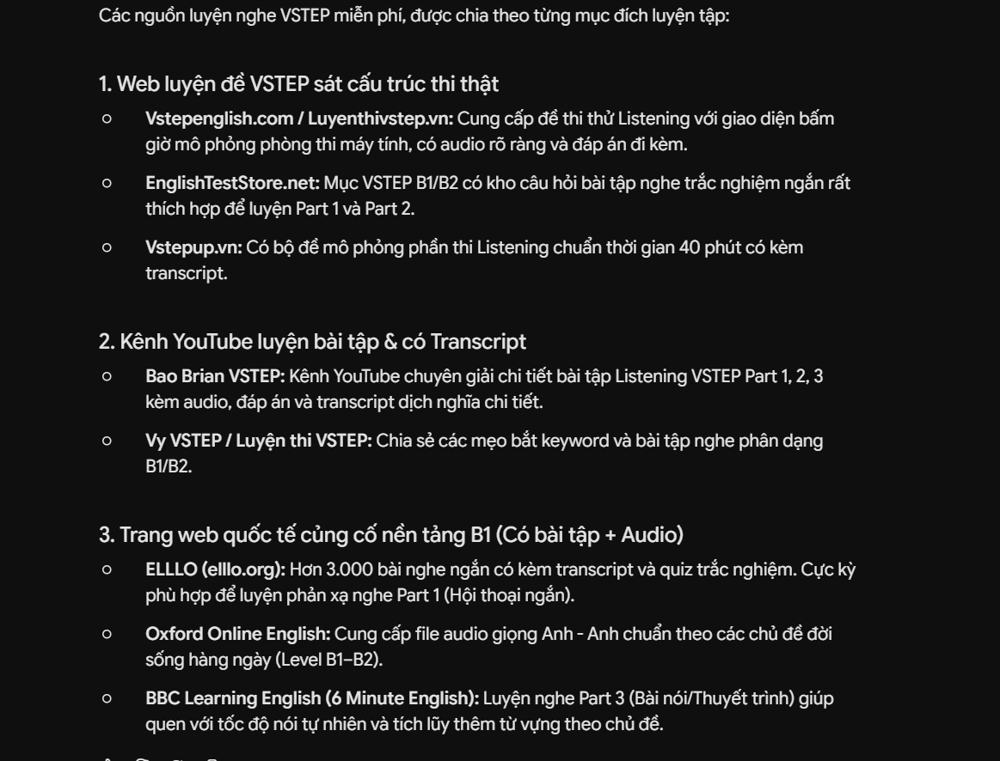 Các nguồn luyện nghe VSTEP miễn phí, được chia theo từng mục đích luyện tập:
1. Web luyện đề VSTEP sát cấu trúc thi thật
Vstepenglish.com / Luyenthivstep.vn: Cung cấp đề thi thử Listening với giao diện bấm
giờ mô phỏng phòng thi máy tính, có audio rõ ràng và đáp án đi kèm.
EnglishTestStore.net: Mục VSTEP B1/B2 có kho câu hỏi bài tập nghe trắc nghiệm ngắn rất
thích hợp để luyện Part 1 và Part 2.
Vstepup.vn: Có bộ đề mô phỏng phần thi Listening chuẩn thời gian 40 phút có kèm
transcript.
2. Kênh YouTube luyện bài tập & có Transcript
Bao Brian VSTEP: Kênh YouTube chuyên giải chi tiết bài tập Listening VSTEP Part 1, 2, 3
kèm audio, đáp án và transcript dịch nghĩa chi tiết.
Vy VSTEP / Luyện thi VSTEP: Chia sẻ các mẹo bắt keyword và bài tập nghe phân dạng
B1/B2.
3. Trang web quốc tế củng cố nền tảng B1 (Có bài tập + Audio)
ELLLO (elllo.org): Hơn 3.000 bài nghe ngắn có kèm transcript và quiz trắc nghiệm. Cực kỳ
phù hợp để luyện phản xạ nghe Part 1 (Hội thoại ngắn).
Oxford Online English: Cung cấp file audio giọng Anh - Anh chuẩn theo các chủ đề đời
sống hàng ngày (Level B1–B2).
BBC Learning English (6 Minute English): Luyện nghe Part 3 (Bài nói/Thuyết trình) giúp
quen với tốc độ nói tự nhiên và tích lũy thêm từ vựng theo chủ đề.